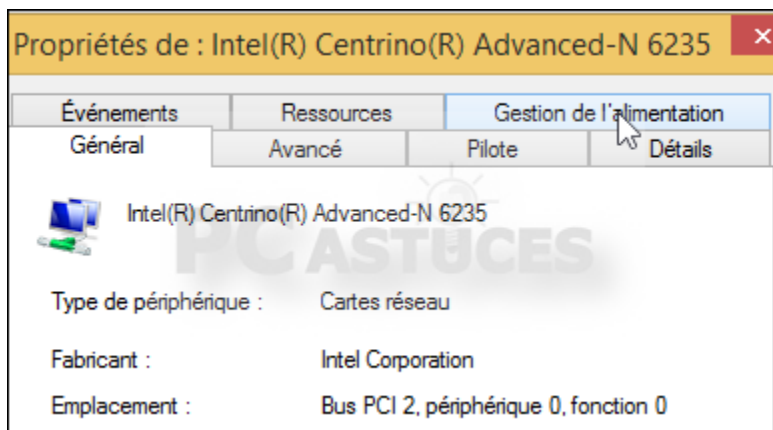 Propriétés de : Intel(R) Centrino(R) Advanced-N 6235
Événements Ressources Gestion de l'alimentation
Général Avancé Pilote Détails
Intel(R) Centrino(R) Advanced-N 6235
PC ASTUCES
Type de périphérique : Cartes réseau
Fabricant : Intel Corporation
Emplacement : Bus PCI 2, périphérique 0, fonction 0